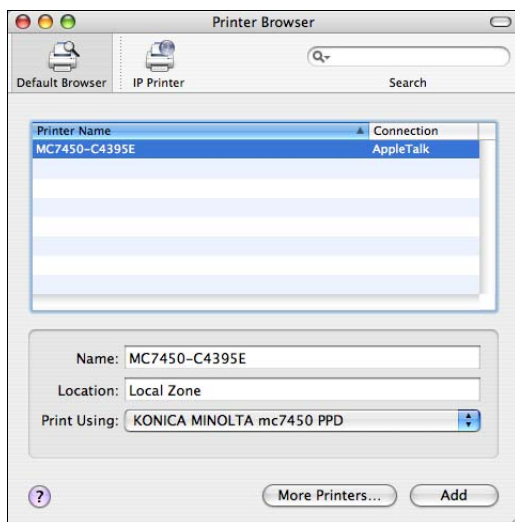 Printer Browser
Default Browser
IP Printer
Search
Printer Name Connection
MC7450-C4395E AppleTalk
Name: MC7450-C4395E
Location: Local Zone
Print Using: KONICA MINOLTA mc7450 PPD
? More Printers... Add